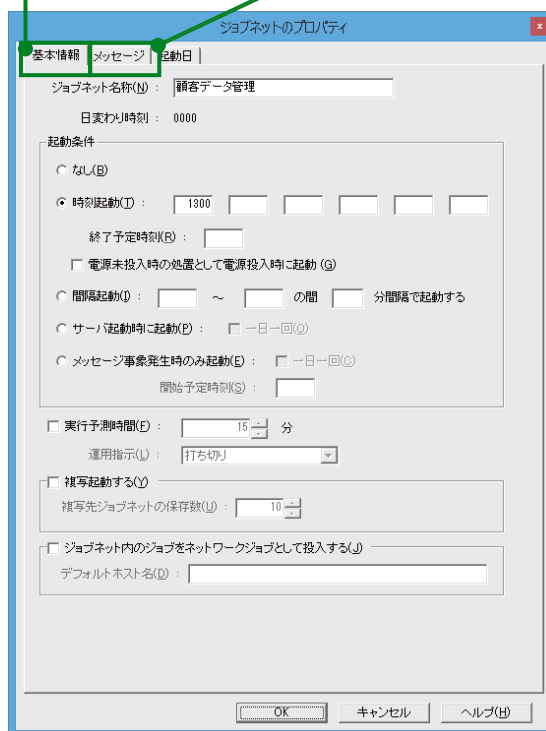 ジョブネットのプロパティ
基本情報 メッセージ 起動日
ジョブネット名称(N) : 顧客データ管理
日変わり時刻 : 0000
起動条件
なし(B)
時刻起動(T) : 1300
終了予定時刻(R) :
電源未投入時の処置として電源投入時に起動(G)
間隔起動(I) : ～ の間 分間隔で起動する
サーバ起動時に起動(P) : 一日一回(O)
メッセージ事象発生時のみ起動(E) : 一日一回(C)
開始予定時刻(S) :
実行予測時間(F) : 15 分
運用指示(L) : 打ち切り
複写起動する(Y)
複写先ジョブネットの保存数(U) : 10
ジョブネット内のジョブをネットワークジョブとして投入する(J)
デフォルトホスト名(D) :
OK キャンセル ヘルプ(H)